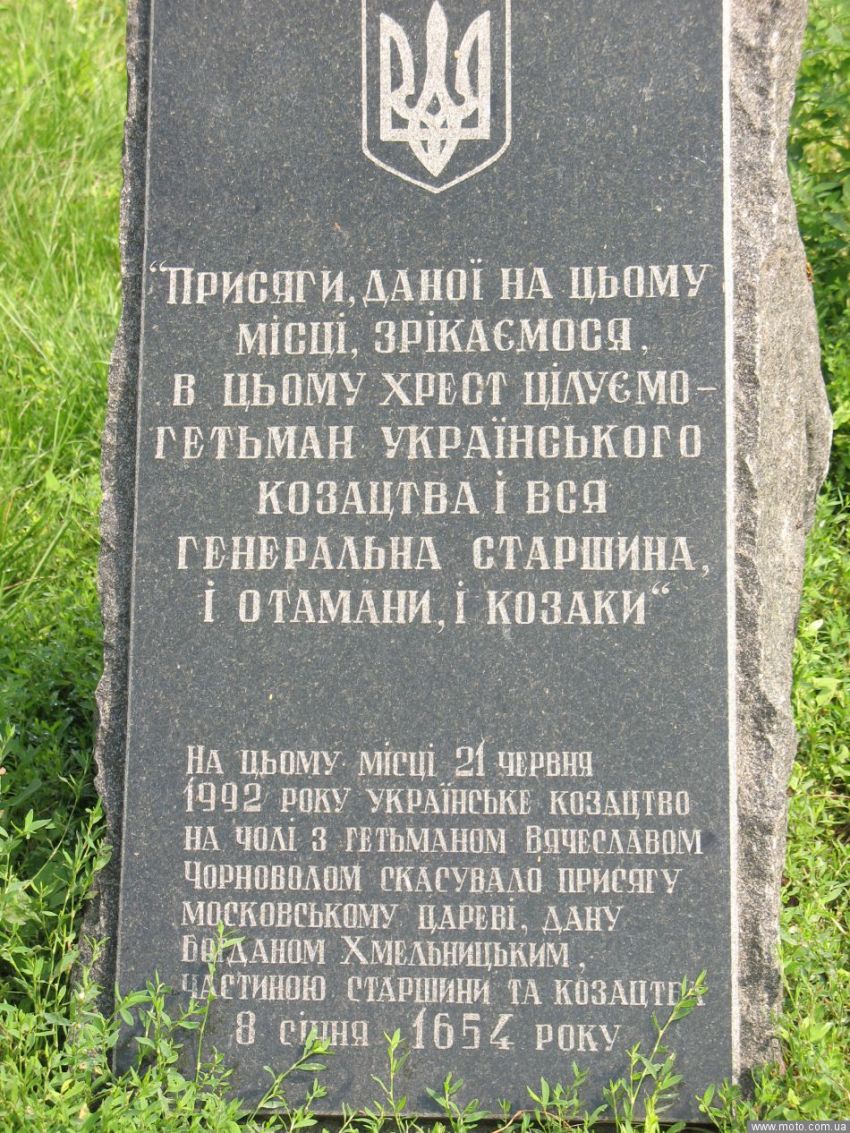 “Присяги, даної на цьому
місці, зрікаємося,
в цьому хрест цілуємо –
гетьман українського
козацтва і вся
генеральна старшина,
і отамани, і козаки“
На цьому місці 21 червня
1992 року українське козацтво
на чолі з гетьманом Вячеславом
Чорноволом скасувало присягу
московському цареві, дану
Богданом Хмельницьким,
частиною старшини та козацтва
8 січня 1654 року
www.moto.com.ua